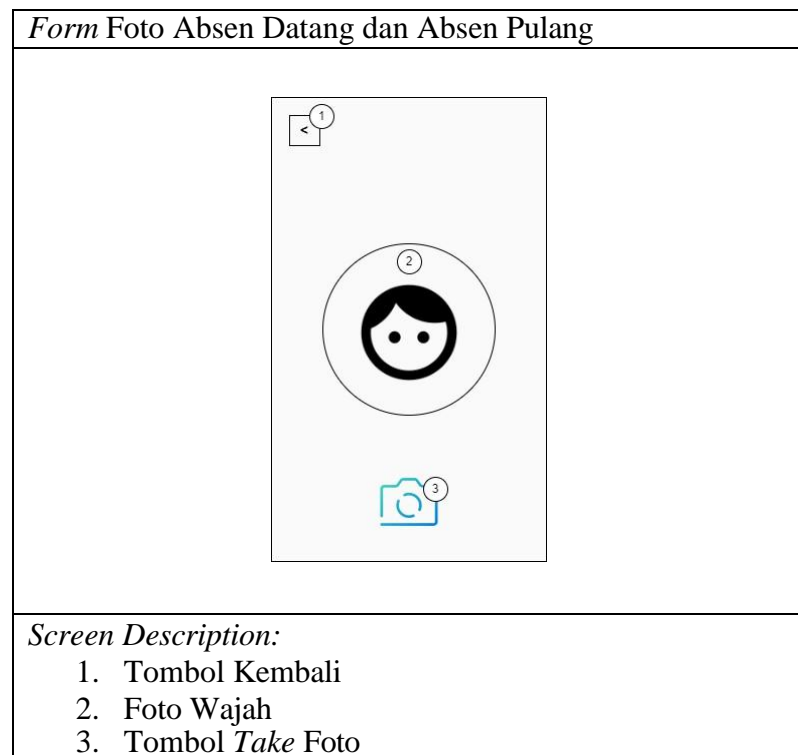 Form Foto Absen Datang dan Absen Pulang
1
<
2
3
Screen Description:
1. Tombol Kembali
2. Foto Wajah
3. Tombol Take Foto